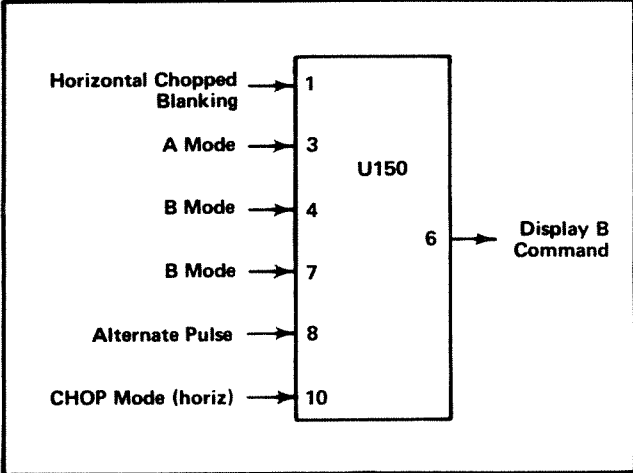 Horizontal Chopped
Blanking
1
A Mode
3
U150
B Mode
4
6
Display B
Command
B Mode
7
Alternate Pulse
8
CHOP Mode (horiz)
10